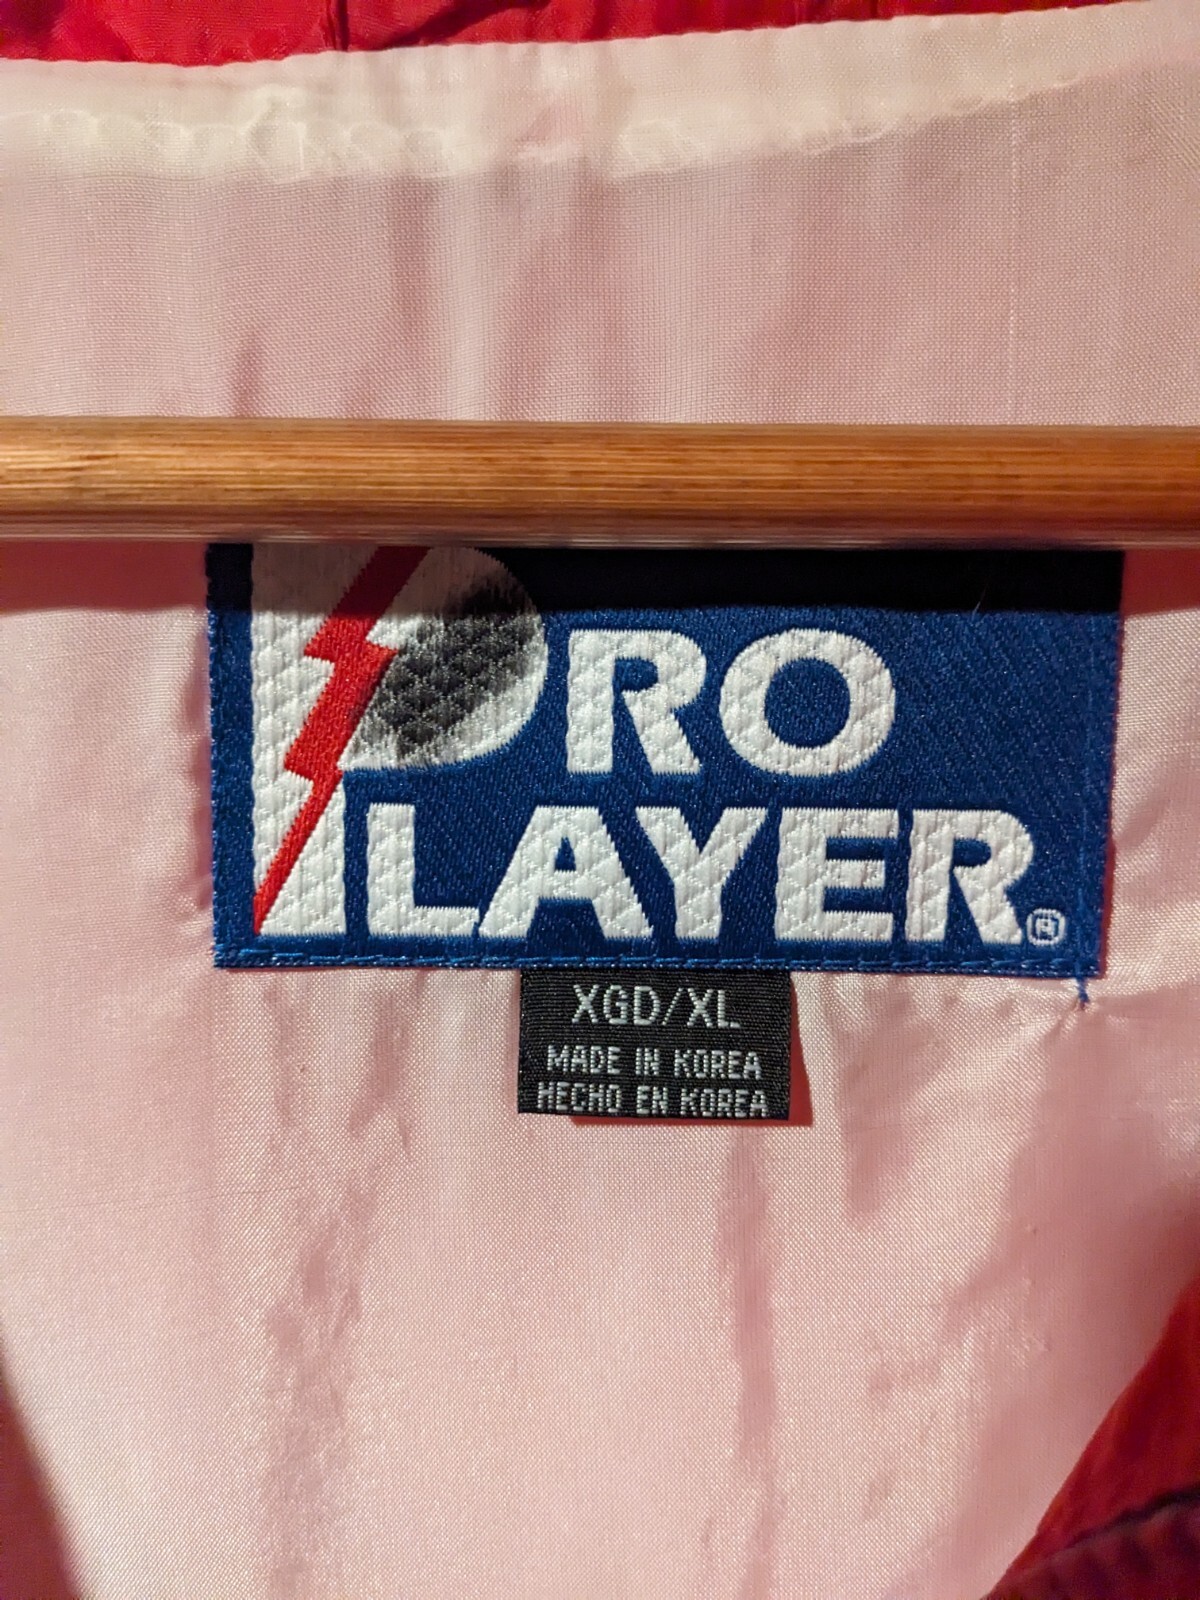 PRO
PLAYER®
XGD/XL
MADE IN KOREA
HECHO EN KOREA